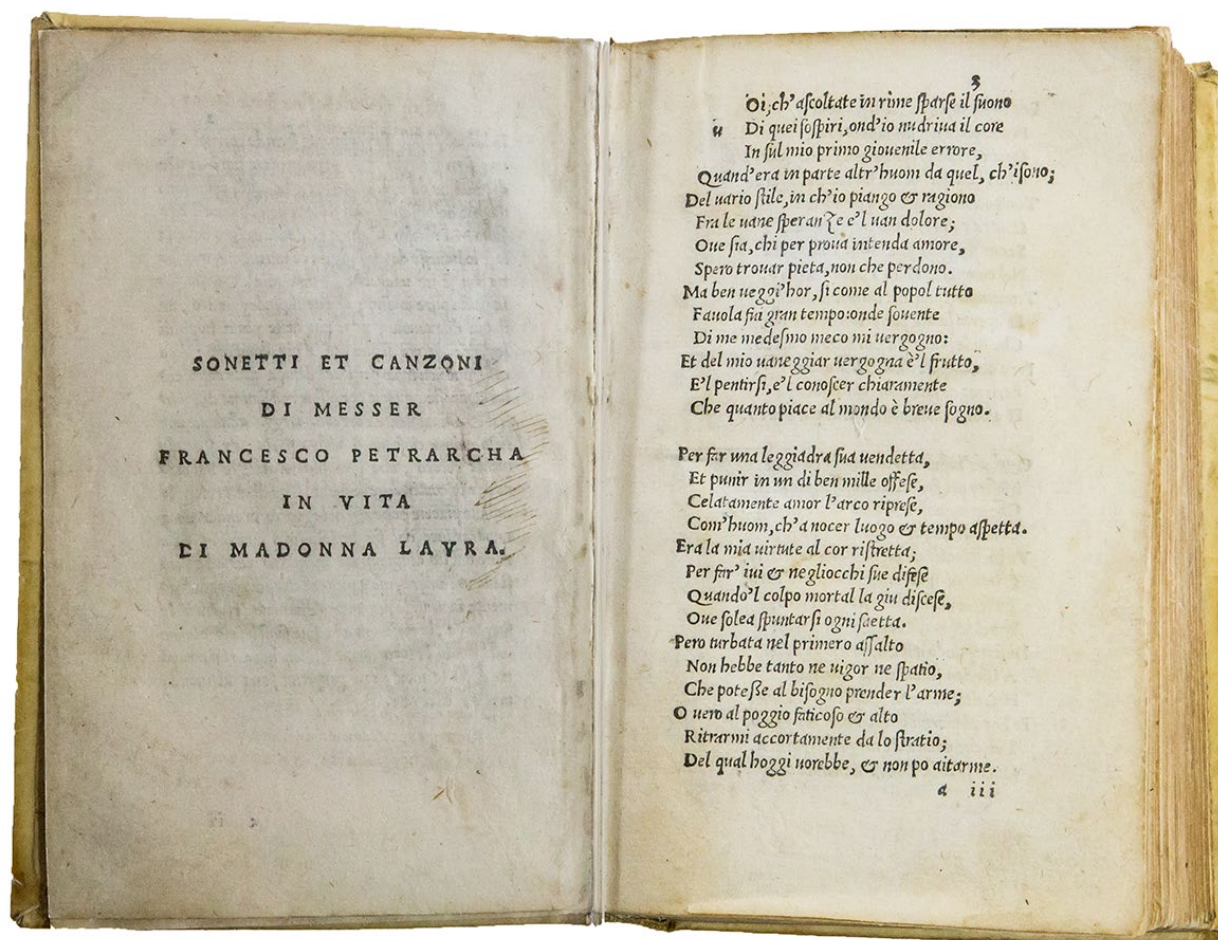 SONETTI ET CANZONI
DI MESSER
FRANCESCO PETRARCHA
IN VITA
DI MADONNA LAVRA.
3
Oi, ch'ascoltate in rime sparse il suono
u Di quei sospiri, ond'io nudriua il core
In sul mio primo giouenile errore,
Quand'era in parte altr'huom da quel, ch'i sono;
Del uario stile, in ch'io piango & ragiono
Fra le uane speranze e'l uan dolore;
Oue sia, chi per proua intenda amore,
Spero trouar pieta, non che perdono.
Ma ben ueggi'hor, si come al popol tutto
Fauola fui gran tempo: onde souente
Di me medesmo meco mi uergogno:
Et del mio uaneggiar uergogna è'l frutto,
E'l pentirsi, e'l conoscer chiaramente
Che quanto piace al mondo è breue sogno.
Per far una leggiadra sua uendetta,
Et punir in un di ben mille offese,
Celatamente amor l'arco riprese,
Com'huom, ch'a nocer luogo & tempo aspetta.
Era la mia uirtute al cor ristretta;
Per far' iui & negliocchi sue difese
Quando'l colpo mortal la giu discese,
Oue solea spuntarsi ogni saetta.
Pero turbata nel primero assalto
Non hebbe tanto ne uigor ne spatio,
Che potesse al bisogno prender l'arme;
O uero al poggio faticoso & alto
Ritrarmi accortamente da lo stratio;
Del qual hoggi uorebbe, & non po aitarme.
a iii